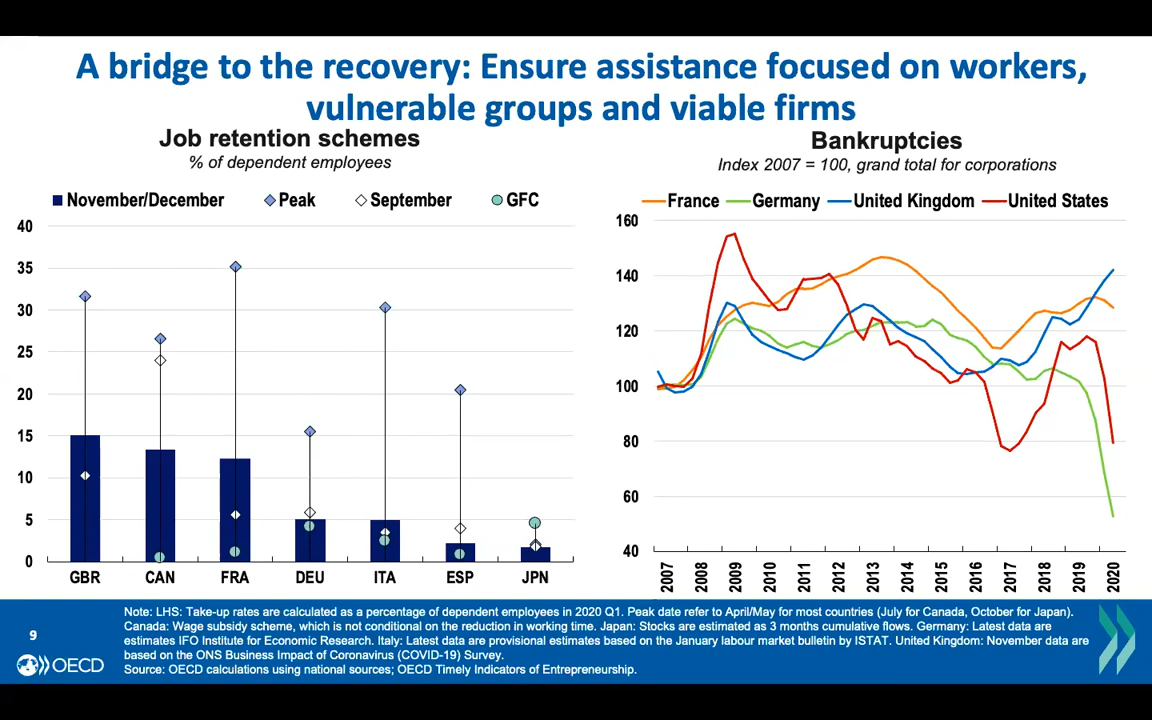 A bridge to the recovery: Ensure assistance focused on workers,
vulnerable groups and viable firms
Job retention schemes
% of dependent employees
November/December Peak September GFC
40
35
30
25
20
15
10
5
0
GBR CAN FRA DEU ITA ESP JPN
Bankruptcies
Index 2007 = 100, grand total for corporations
France Germany United Kingdom United States
160
140
120
100
80
60
40
2007 2008 2009 2010 2011 2012 2013 2014 2015 2016 2017 2018 2019 2020
Note: LHS: Take-up rates are calculated as a percentage of dependent employees in 2020 Q1. Peak date refer to April/May for most countries (July for Canada, October for Japan).
Canada: Wage subsidy scheme, which is not conditional on the reduction in working time. Japan: Stocks are estimated as 3 months cumulative flows. Germany: Latest data are
estimates IFO Institute for Economic Research. Italy: Latest data are provisional estimates based on the January labour market bulletin by ISTAT. United Kingdom: November data are
based on the ONS Business Impact of Coronavirus (COVID-19) Survey.
Source: OECD calculations using national sources; OECD Timely Indicators of Entrepreneurship.
9
OECD